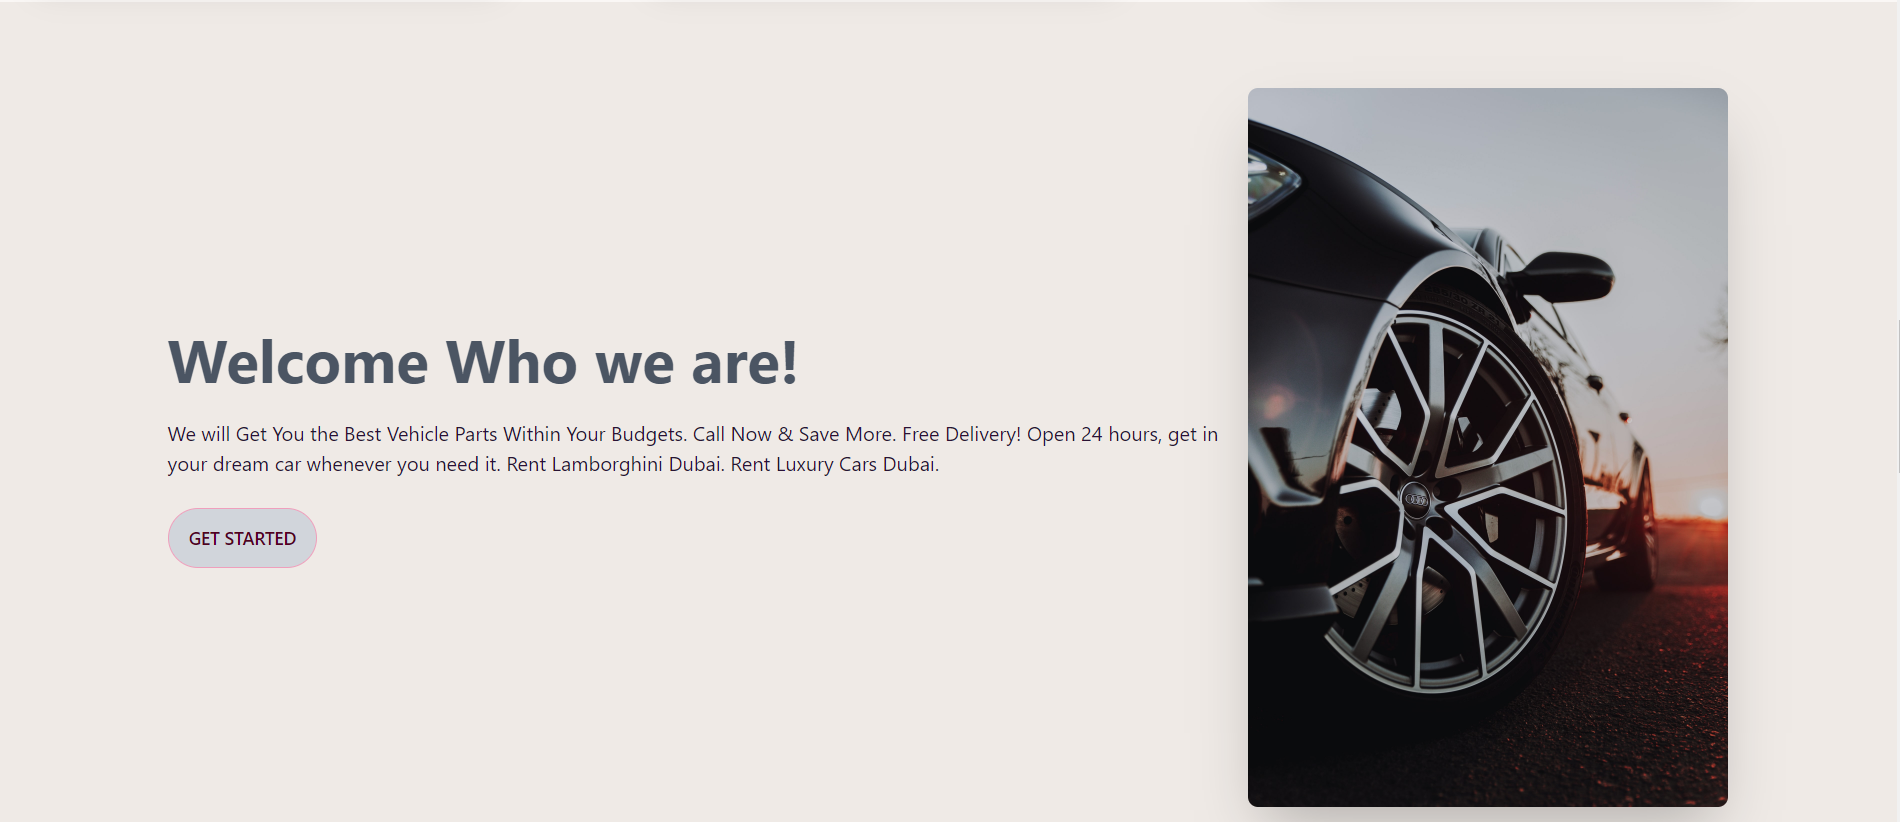 Welcome Who we are!
We will Get You the Best Vehicle Parts Within Your Budgets. Call Now & Save More. Free Delivery! Open 24 hours, get in
your dream car whenever you need it. Rent Lamborghini Dubai. Rent Luxury Cars Dubai.
GET STARTED